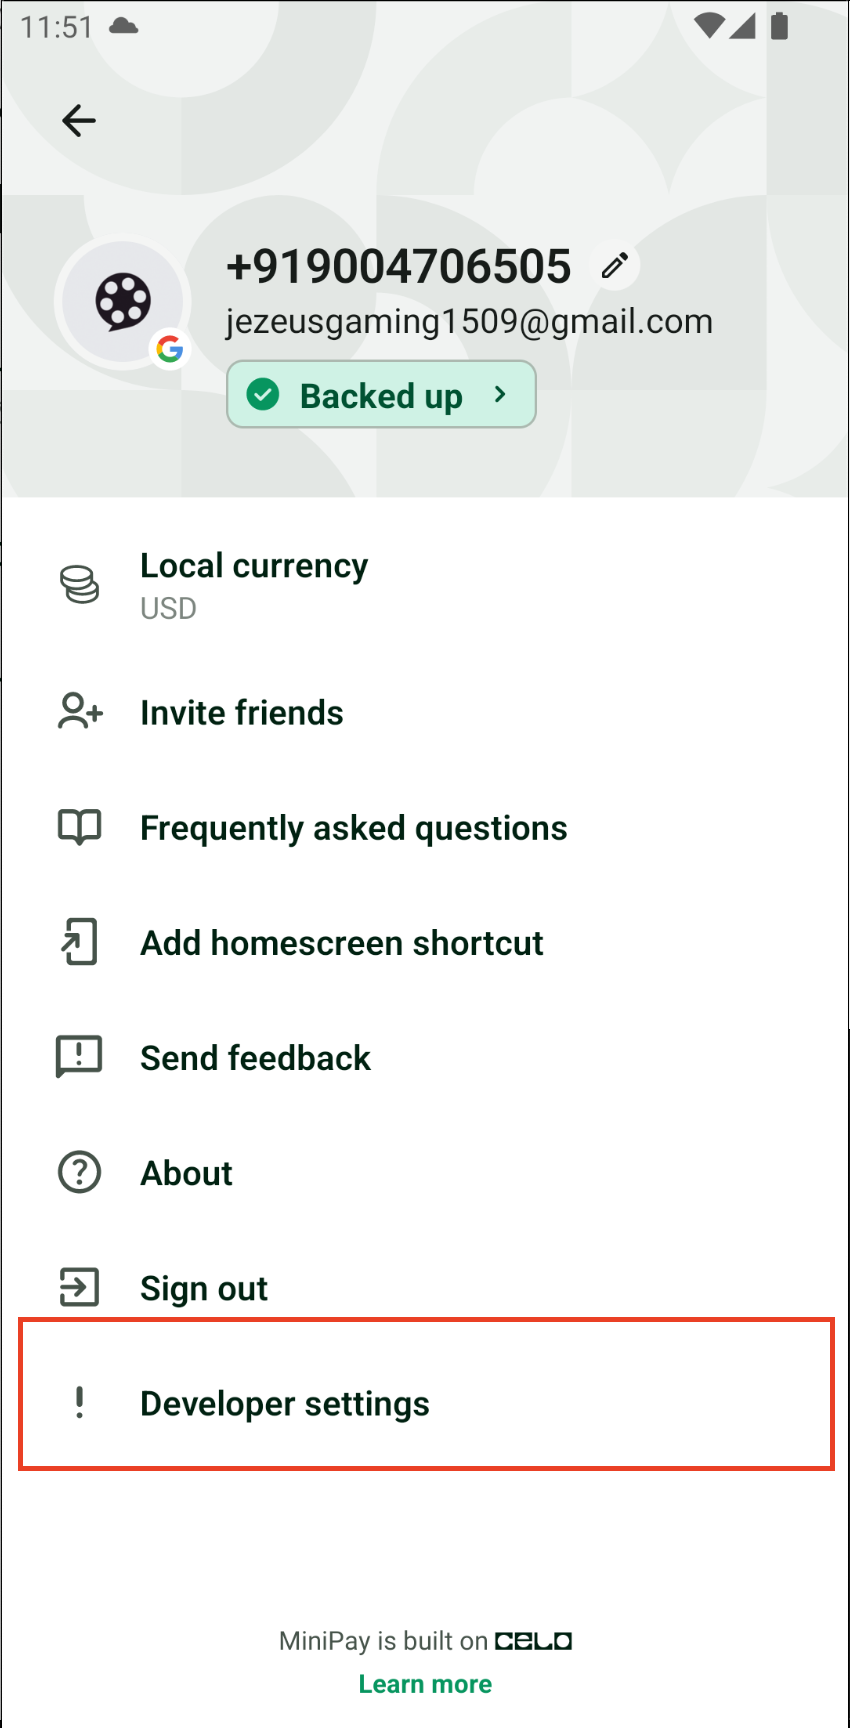 11:51
+919004706505
jezeusgaming1509@gmail.com
Backed up
Local currency
USD
Invite friends
Frequently asked questions
Add homescreen shortcut
Send feedback
About
Sign out
Developer settings
MiniPay is built on CELO
Learn more